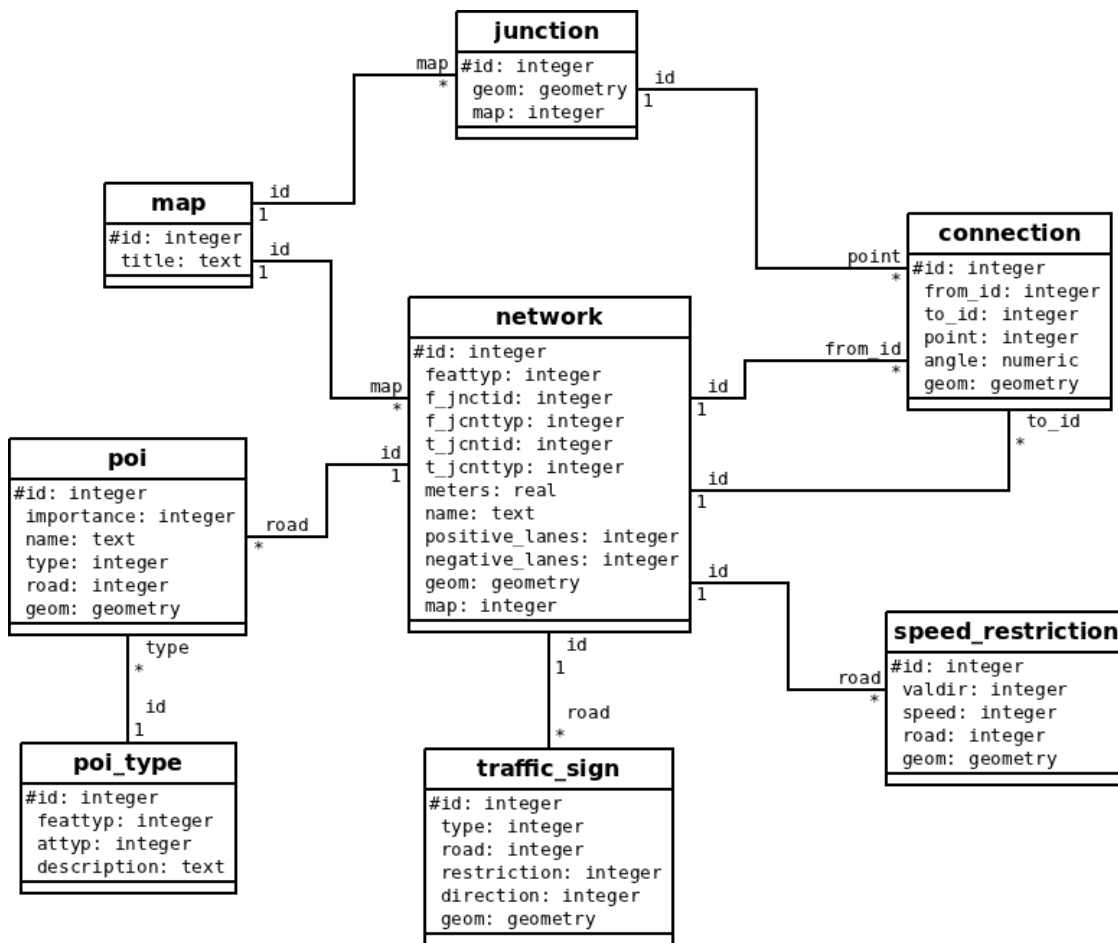 junction
#id: integer
geom: geometry
map: integer
map
*
id
1
map
#id: integer
title: text
id
1
id
1
connection
#id: integer
from_id: integer
to_id: integer
point: integer
angle: numeric
geom: geometry
point
*
from_id
*
to_id
*
network
#id: integer
feattyp: integer
f_jnctid: integer
f_jcnttyp: integer
t_jcntid: integer
t_jcnttyp: integer
meters: real
name: text
positive_lanes: integer
negative_lanes: integer
geom: geometry
map: integer
map
*
id
1
id
1
id
1
id
1
id
1
poi
#id: integer
importance: integer
name: text
type: integer
road: integer
geom: geometry
road
*
type
*
id
1
poi_type
#id: integer
feattyp: integer
attyp: integer
description: text
road
*
traffic_sign
#id: integer
type: integer
road: integer
restriction: integer
direction: integer
geom: geometry
road
*
speed_restriction
#id: integer
valdir: integer
speed: integer
road: integer
geom: geometry